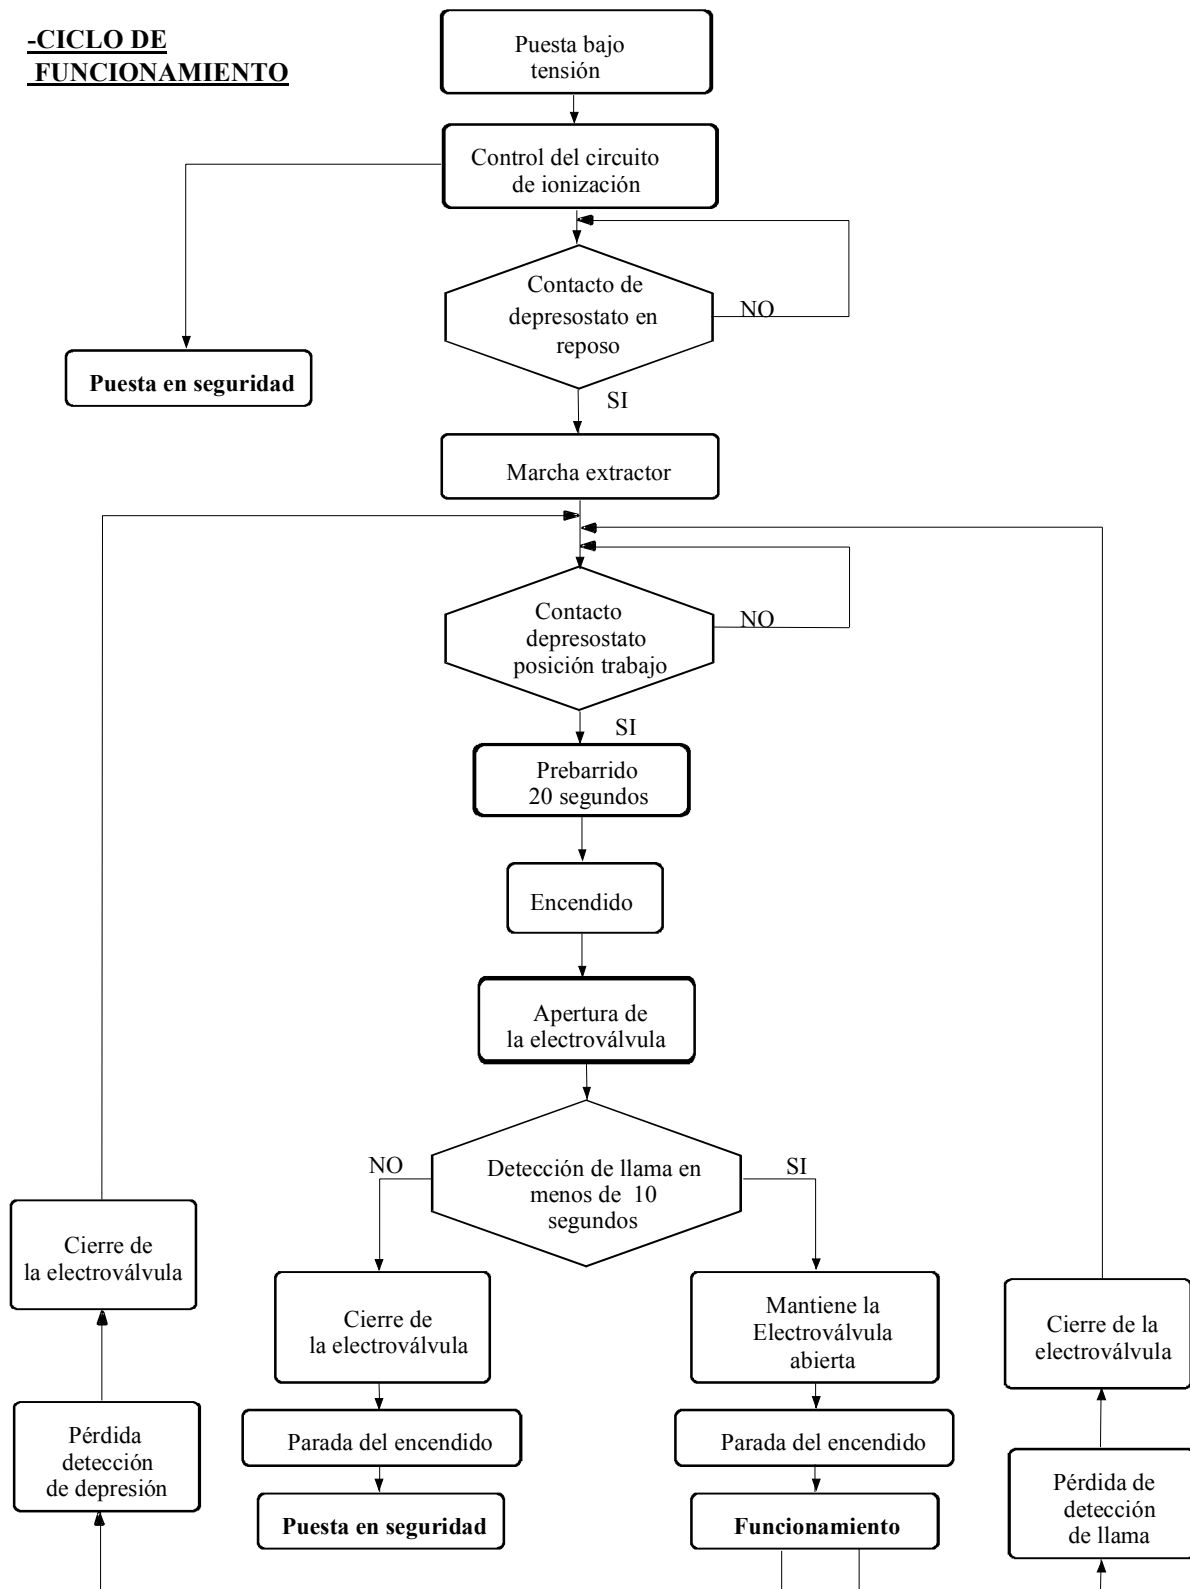 -CICLO DE
FUNCIONAMIENTO
Puesta bajo
tensión
Control del circuito
de ionización
Contacto de
depresostato en
reposo
NO
Puesta en seguridad
SI
Marcha extractor
Contacto
depresostato
posición trabajo
NO
SI
Prebarrido
20 segundos
Encendido
Apertura de
la electroválvula
NO
Detección de llama en
menos de 10
segundos
SI
Cierre de
la electroválvula
Cierre de
la electroválvula
Mantiene la
Electroválvula
abierta
Cierre de la
electroválvula
Pérdida
detección
de depresión
Parada del encendido
Parada del encendido
Pérdida de
detección
de llama
Puesta en seguridad
Funcionamiento